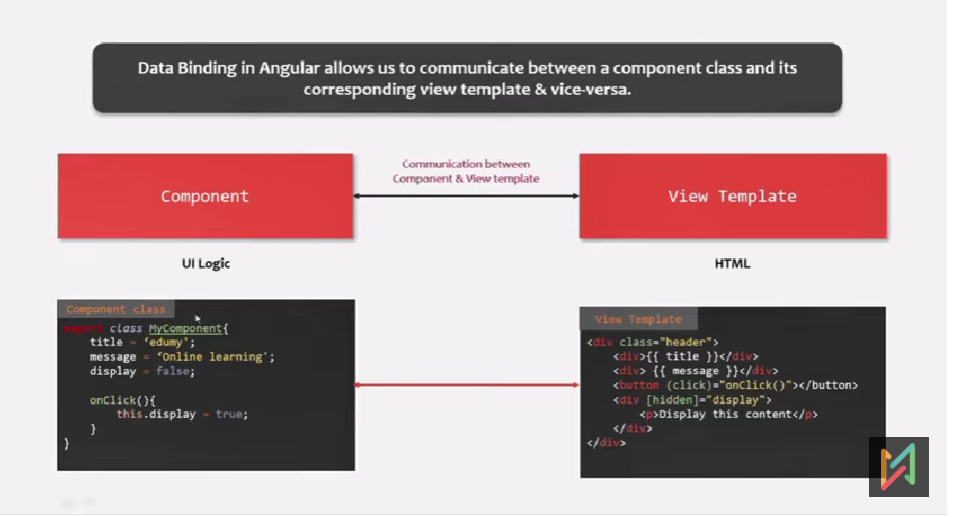 Data Binding in Angular allows us to communicate between a component class and its
corresponding view template & vice-versa.
Component
Communication between
Component & View template
View Template
UI Logic
HTML
Component class
export class MyComponent{
title = ‘edumy’;
message = ‘Online learning’;
display = false;
onClick(){
this.display = true;
}
}
View Template
<div class="header">
<div>{{ title }}</div>
<div> {{ message }}</div>
<button (click)="onClick()"></button>
<div [hidden]="display">
<p>Display this content</p>
</div>
</div>